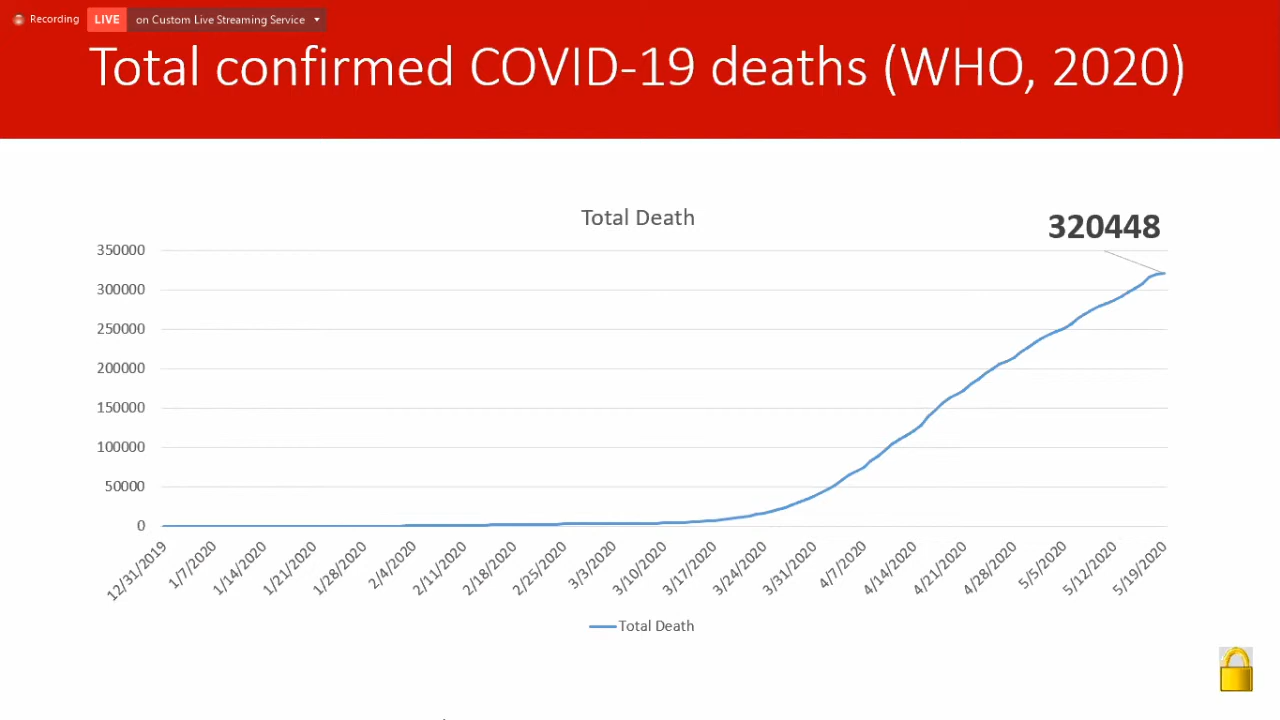 Recording LIVE on Custom Live Streaming Service
Total confirmed COVID-19 deaths (WHO, 2020)
Total Death
320448
350000
300000
250000
200000
150000
100000
50000
0
12/31/2019 1/7/2020 1/14/2020 1/21/2020 1/28/2020 2/4/2020 2/11/2020 2/18/2020 2/25/2020 3/3/2020 3/10/2020 3/17/2020 3/24/2020 3/31/2020 4/7/2020 4/14/2020 4/21/2020 4/28/2020 5/5/2020 5/12/2020 5/19/2020
Total Death